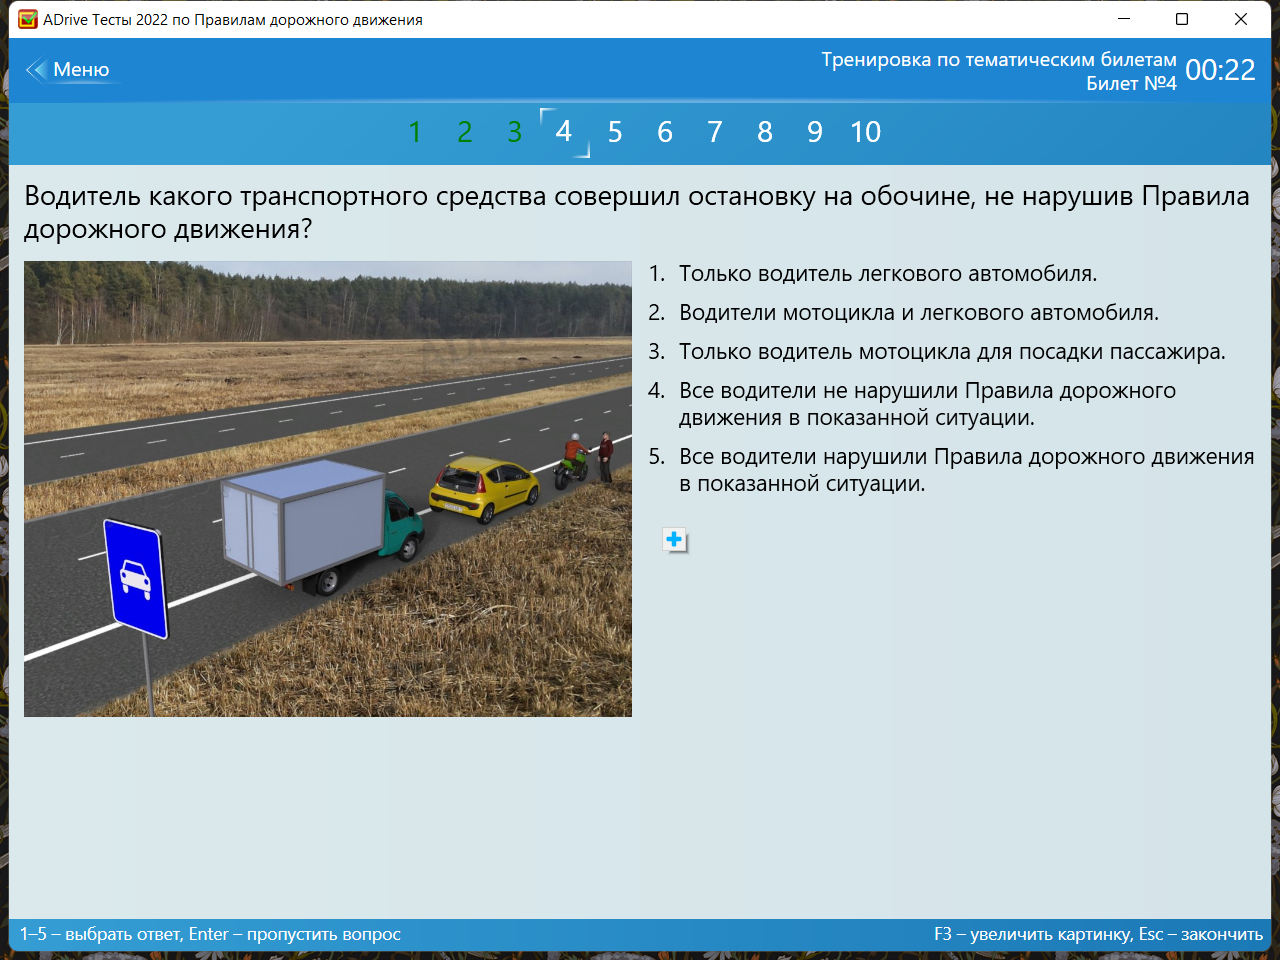 ADrive Тесты 2022 по Правилам дорожного движения
Меню
Тренировка по тематическим билетам
Билет №4
00:22
1 2 3 4 5 6 7 8 9 10
Водитель какого транспортного средства совершил остановку на обочине, не нарушив Правила
дорожного движения?
1. Только водитель легкового автомобиля.
2. Водители мотоцикла и легкового автомобиля.
3. Только водитель мотоцикла для посадки пассажира.
4. Все водители не нарушили Правила дорожного
движения в показанной ситуации.
5. Все водители нарушили Правила дорожного движения
в показанной ситуации.
1–5 – выбрать ответ, Enter – пропустить вопрос
F3 – увеличить картинку, Esc – закончить